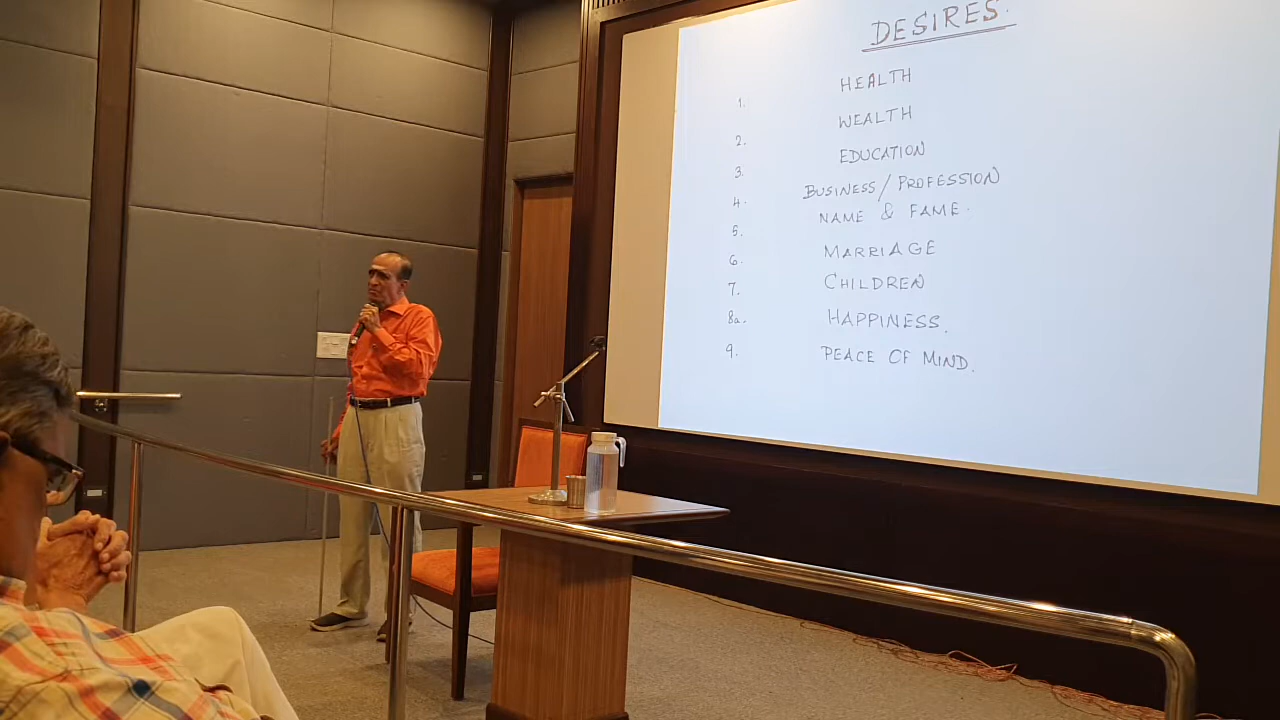 DESIRES.
1. HEALTH
2. WEALTH
3. EDUCATION
4. BUSINESS/PROFESSION
5. NAME & FAME.
6. MARRIAGE
7. CHILDREN
8a. HAPPINESS.
9. PEACE OF MIND.